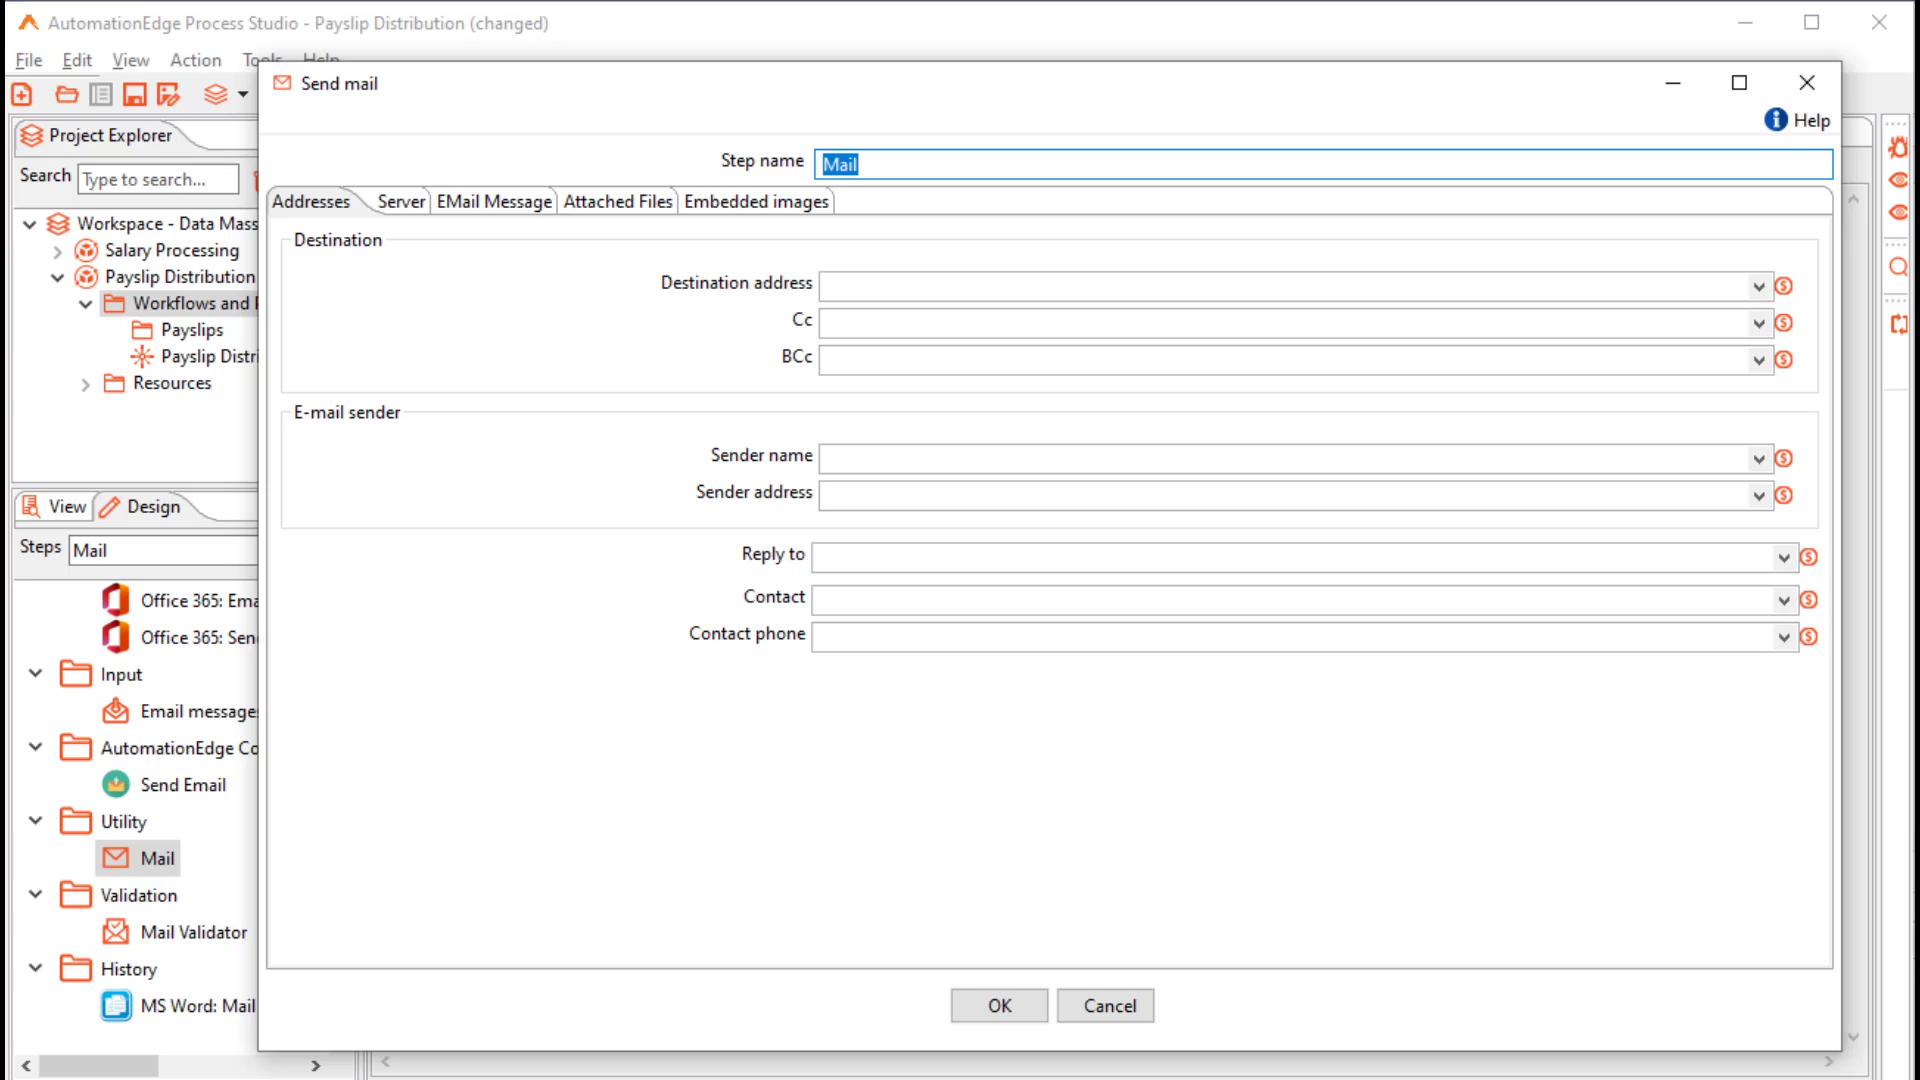 AutomationEdge Process Studio - Payslip Distribution (changed)
File Edit View Action Tools Help
Send mail
Help
Project Explorer
Step name Mail
Search Type to search...
Addresses Server EMail Message Attached Files Embedded images
Workspace - Data Mass
Salary Processing
Payslip Distribution
Workflows and
Payslips
Payslip Distri
Resources
Destination
Destination address
Cc
BCc
E-mail sender
Sender name
Sender address
Reply to
Contact
Contact phone
View Design
Steps Mail
Office 365: Ema
Office 365: Sen
Input
Email messages
AutomationEdge Co
Send Email
Utility
Mail
Validation
Mail Validator
History
MS Word: Mail
OK Cancel